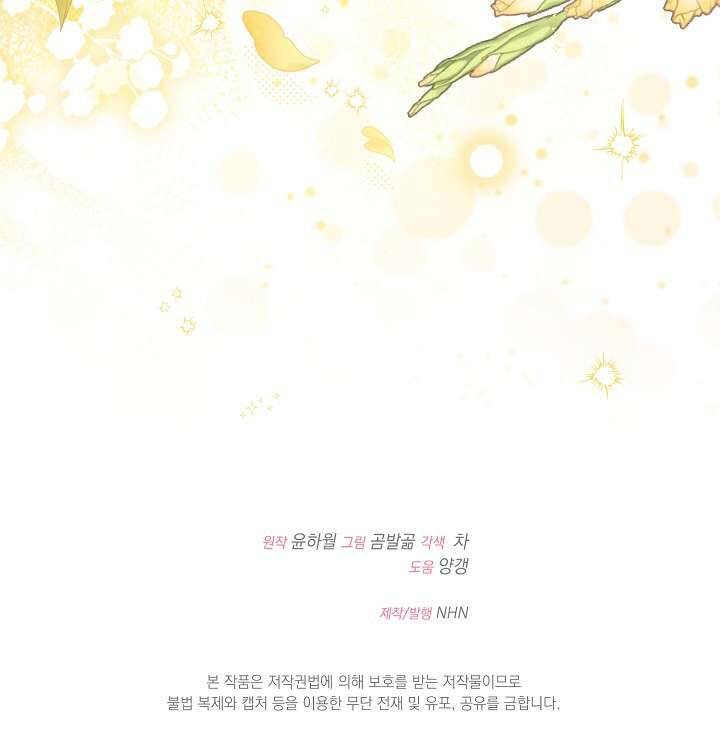 원작 윤하월 그림 곰발곪 각색 차
도움 양갱
제작/발행 NHN
본 작품은 저작권법에 의해 보호를 받는 저작물이므로
불법 복제와 캡처 등을 이용한 무단 전재 및 유포, 공유를 금합니다.